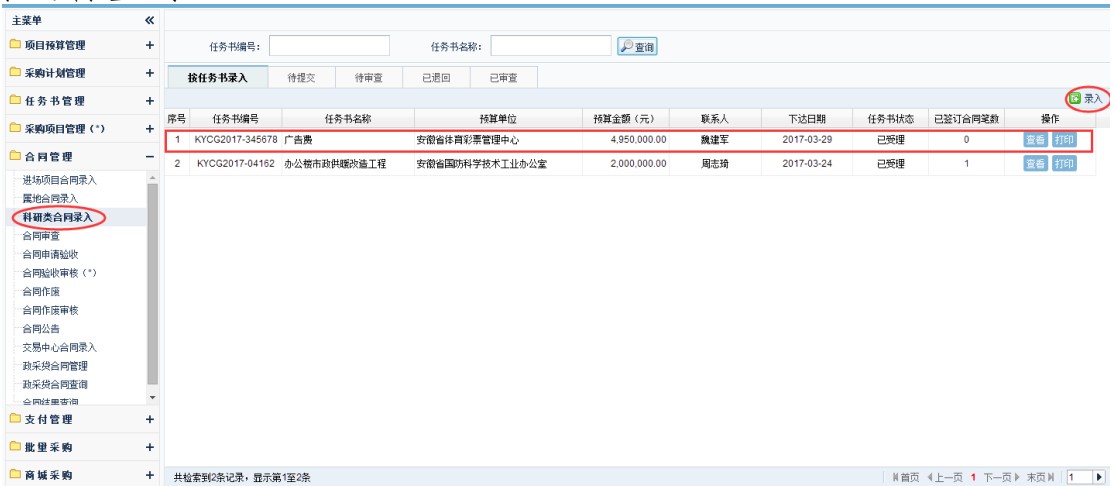 主菜单 «
项目预算管理 +
采购计划管理 +
任务书管理 +
采购项目管理(*) +
合同管理 −
进场项目合同录入
属地合同录入
科研类合同录入
合同审查
合同申请验收
合同验收审核(*)
合同作废
合同作废审核
合同公告
交易中心合同录入
政采贷合同管理
政采贷合同查询
合同结果查询
支付管理 +
批量采购 +
商城采购 +
任务书编号: 任务书名称: 查询
按任务书录入 待提交 待审查 已退回 已审查
录入
序号 任务书编号 任务书名称 预算单位 预算金额(元) 联系人 下达日期 任务书状态 已签订合同笔数 操作
1 KYCG2017-345678 广告费 安徽省体育彩票管理中心 4,950,000.00 魏建军 2017-03-29 已受理 0 查看 打印
2 KYCG2017-04162 办公楼市政供暖改造工程 安徽省国防科学技术工业办公室 2,000,000.00 周志琦 2017-03-24 已受理 1 查看 打印
共检索到2条记录,显示第1至2条 首页 上一页 1 下一页 末页 1